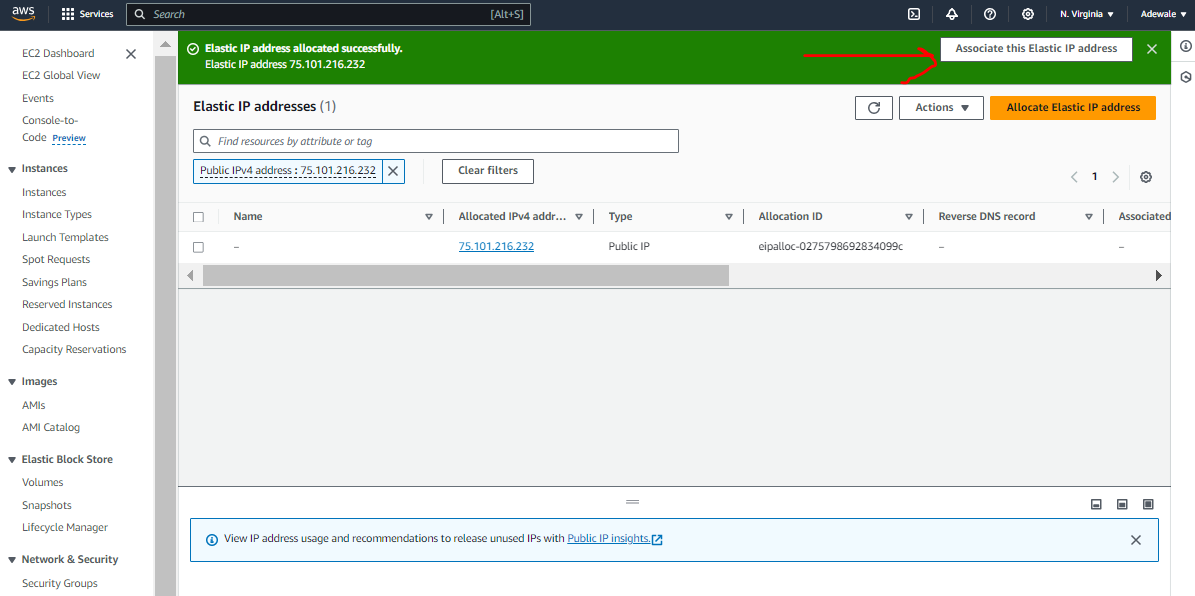 aws
Services
Search
[Alt+S]
N. Virginia
Adewale
EC2 Dashboard
EC2 Global View
Events
Console-to-
Code Preview
Instances
Instances
Instance Types
Launch Templates
Spot Requests
Savings Plans
Reserved Instances
Dedicated Hosts
Capacity Reservations
Images
AMIs
AMI Catalog
Elastic Block Store
Volumes
Snapshots
Lifecycle Manager
Network & Security
Security Groups
Elastic IP address allocated successfully.
Elastic IP address 75.101.216.232
Associate this Elastic IP address
Elastic IP addresses (1)
Actions
Allocate Elastic IP address
Find resources by attribute or tag
Public IPv4 address : 75.101.216.232
Clear filters
1
Name
Allocated IPv4 addr...
Type
Allocation ID
Reverse DNS record
Associated
–
75.101.216.232
Public IP
eipalloc-0275798692834099c
–
–
View IP address usage and recommendations to release unused IPs with Public IP insights.